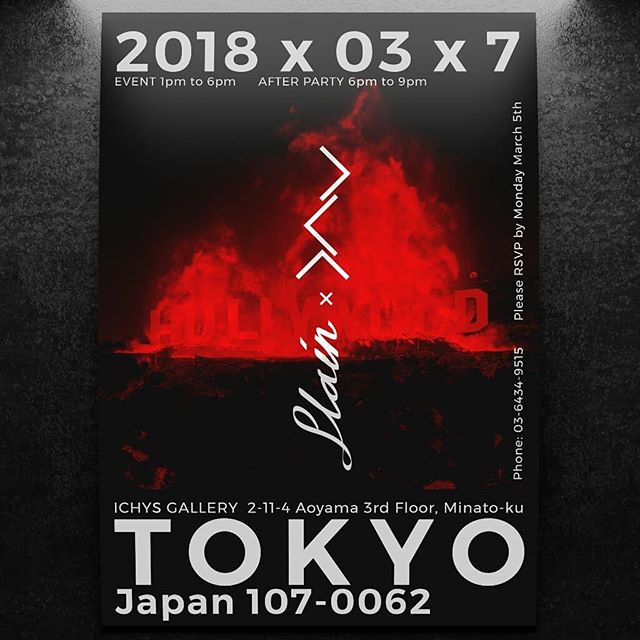 2018 x 03 x 7
EVENT 1pm to 6pm AFTER PARTY 6pm to 9pm
Please RSVP by Monday March 5th
Phone: 03-6434-9515
HOLLYWOOD
Slain x
ICHYS GALLERY 2-11-4 Aoyama 3rd Floor, Minato-ku
TOKYO
Japan 107-0062